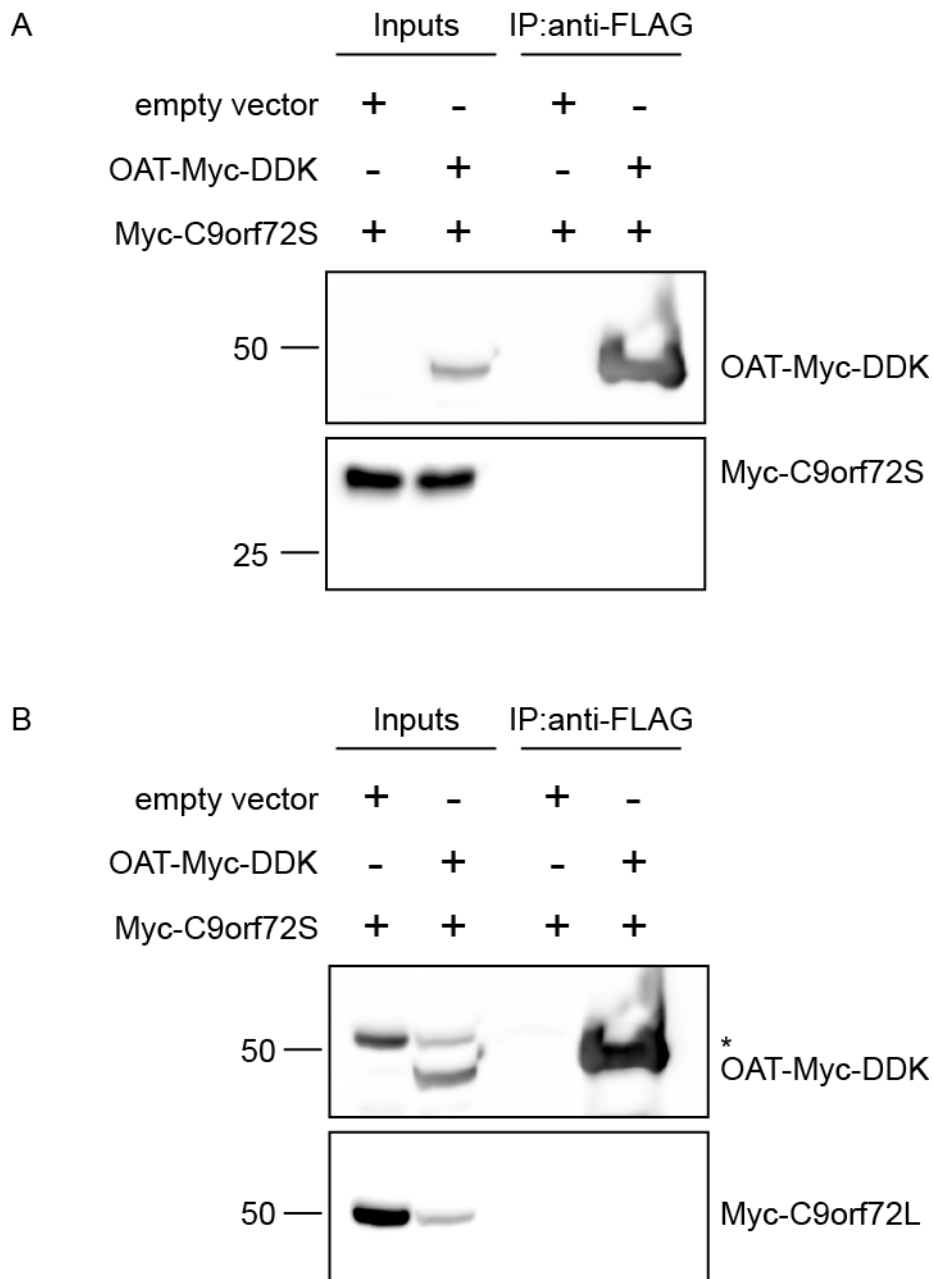 A
Inputs IP:anti-FLAG
empty vector + - + -
OAT-Myc-DDK - + - +
Myc-C9orf72S + + + +
50
OAT-Myc-DDK
Myc-C9orf72S
25
B
Inputs IP:anti-FLAG
empty vector + - + -
OAT-Myc-DDK - + - +
Myc-C9orf72S + + + +
50 *
OAT-Myc-DDK
50 Myc-C9orf72L